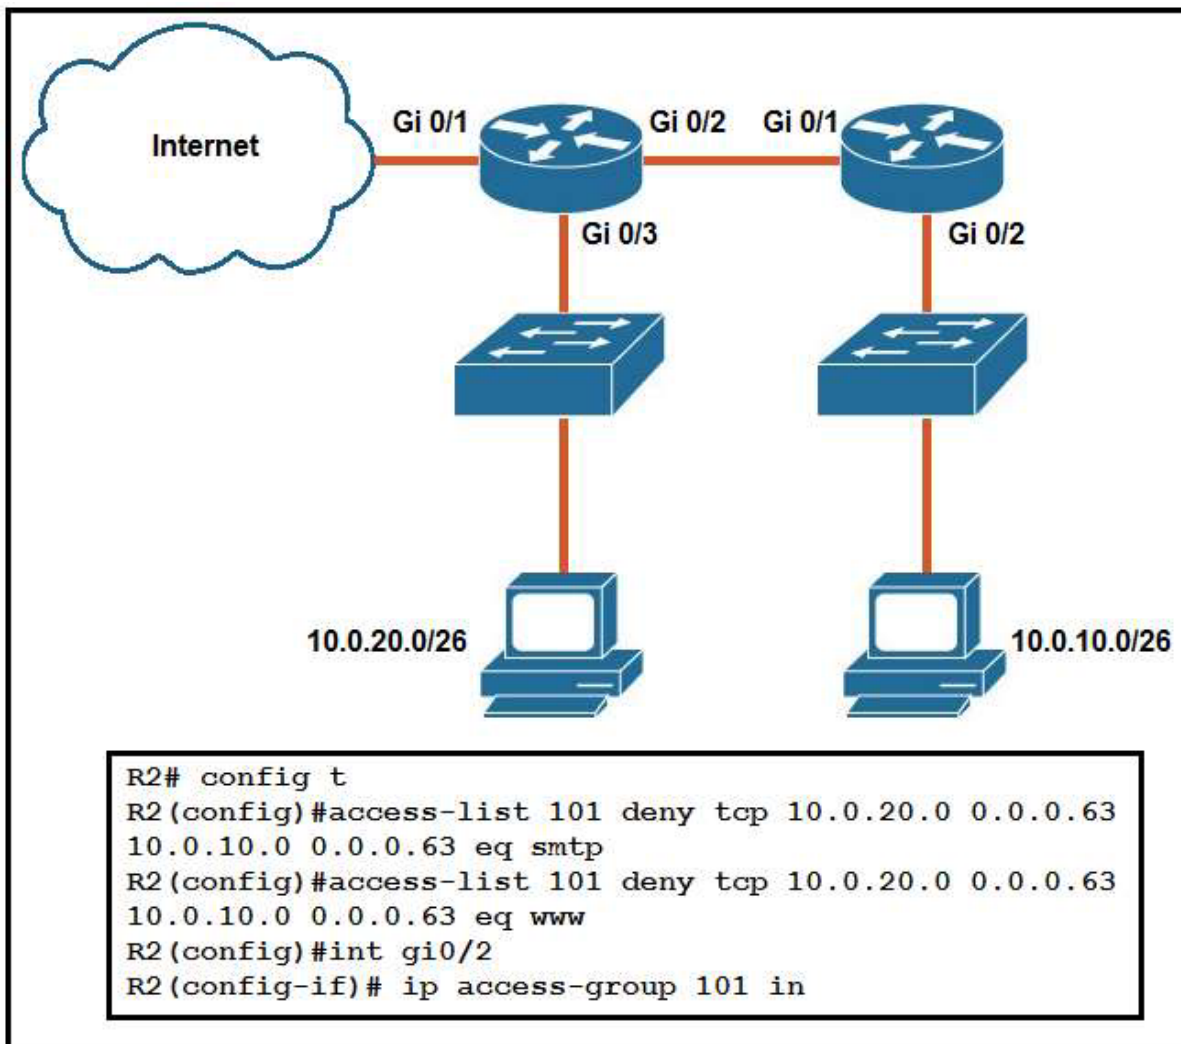 Internet
Gi 0/1
Gi 0/2
Gi 0/1
Gi 0/3
Gi 0/2
10.0.20.0/26
10.0.10.0/26
R2# config t
R2(config)#access-list 101 deny tcp 10.0.20.0 0.0.0.63
10.0.10.0 0.0.0.63 eq smtp
R2(config)#access-list 101 deny tcp 10.0.20.0 0.0.0.63
10.0.10.0 0.0.0.63 eq www
R2(config)#int gi0/2
R2(config-if)# ip access-group 101 in